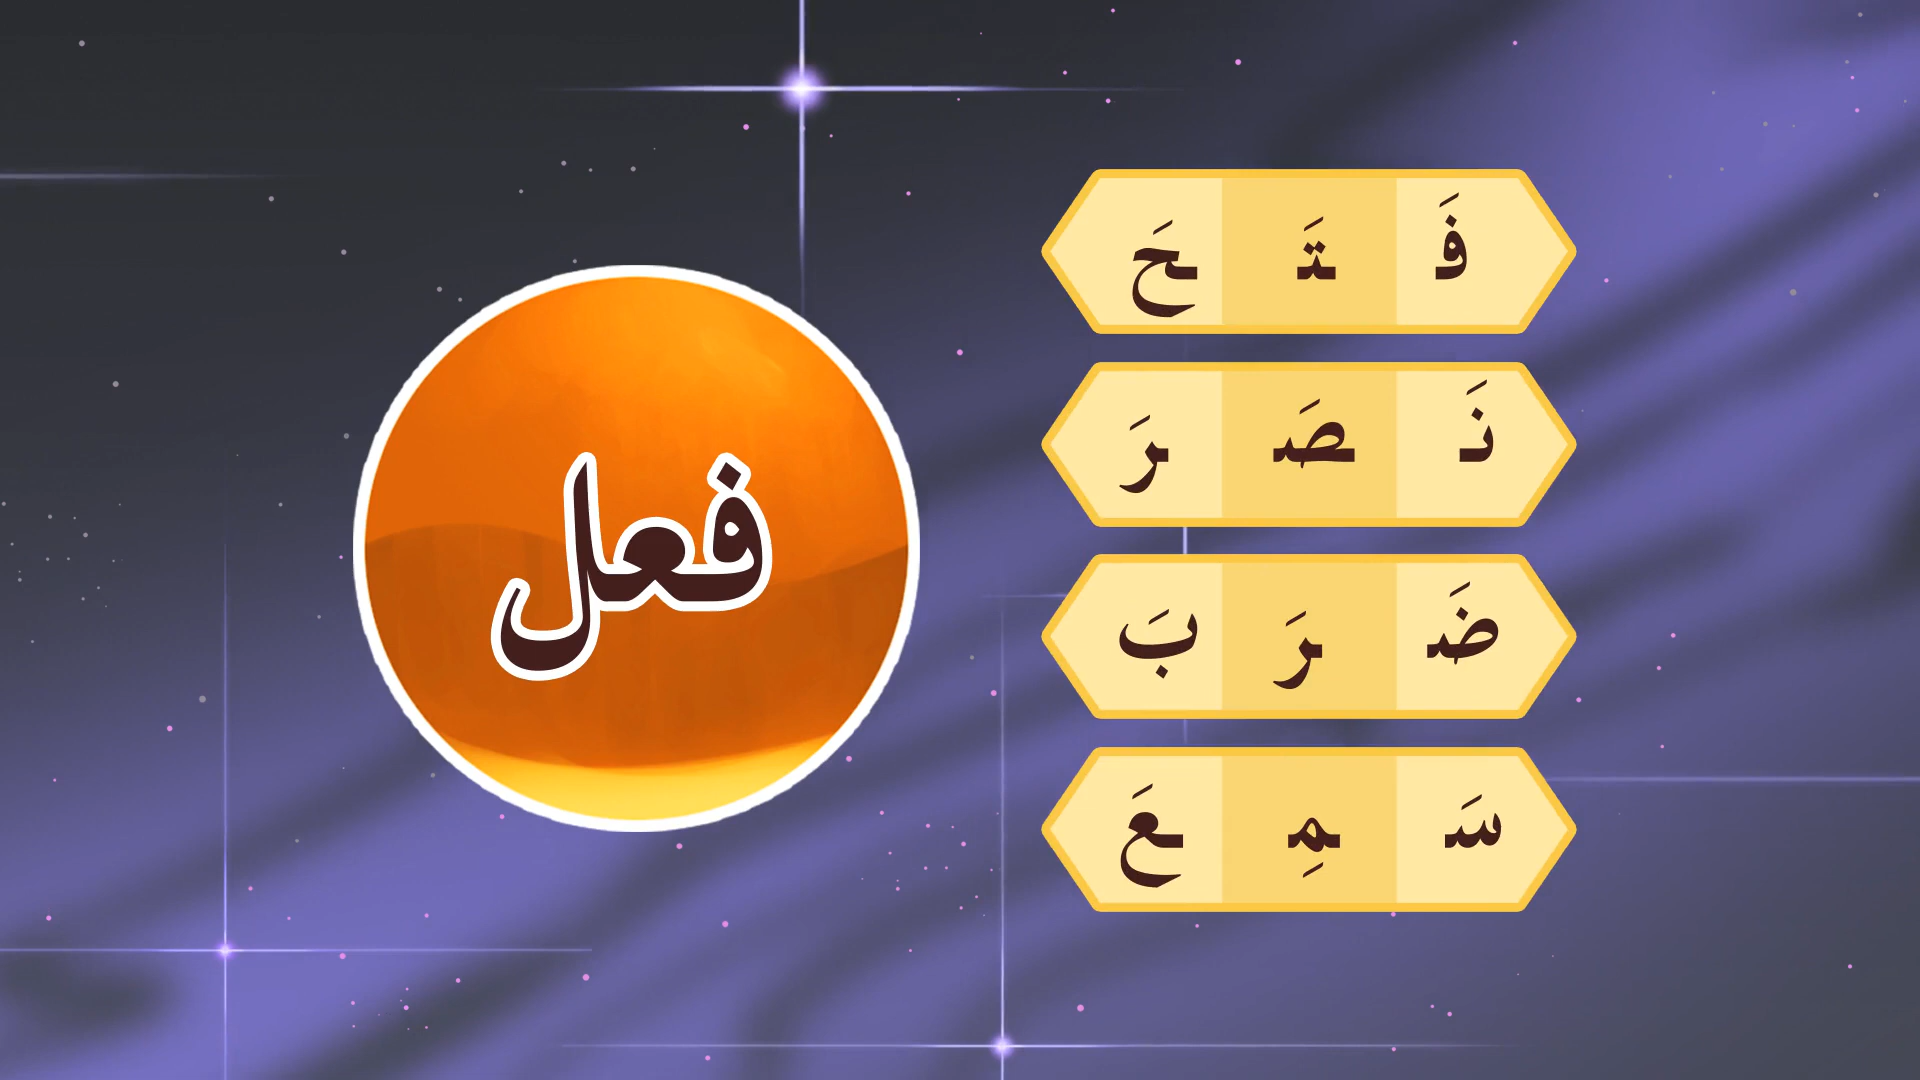 فعل
فَ تَ حَ
نَ صَ رَ
ضَ رَ بَ
سَ مِ عَ